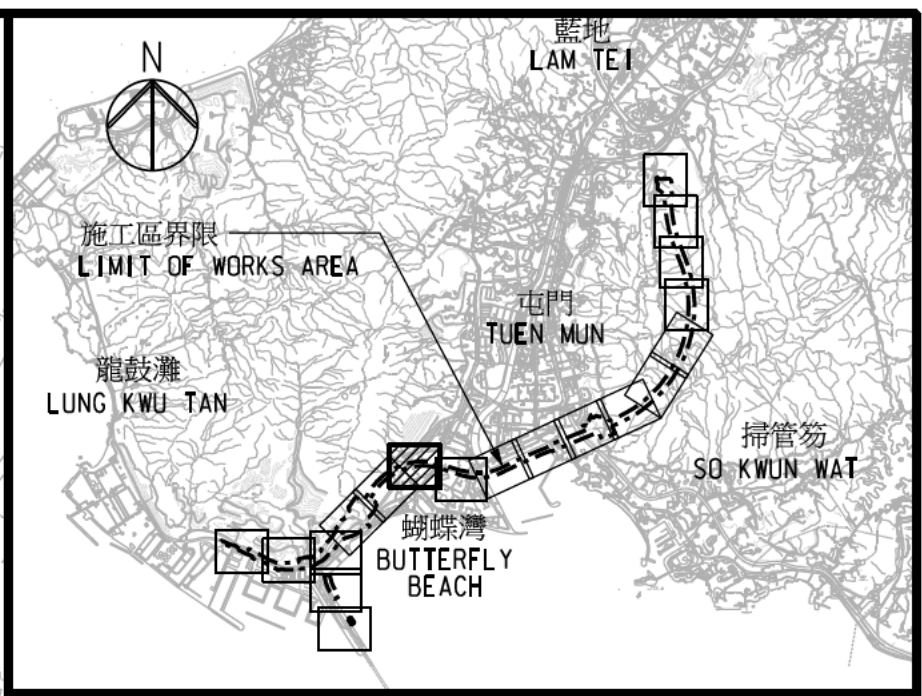 藍地
LAM TEI
N
施工區界限
LIMIT OF WORKS AREA
屯門
TUEN MUN
龍鼓灘
LUNG KWU TAN
掃管笏
SO KWUN WAT
蝴蝶灣
BUTTERFLY
BEACH